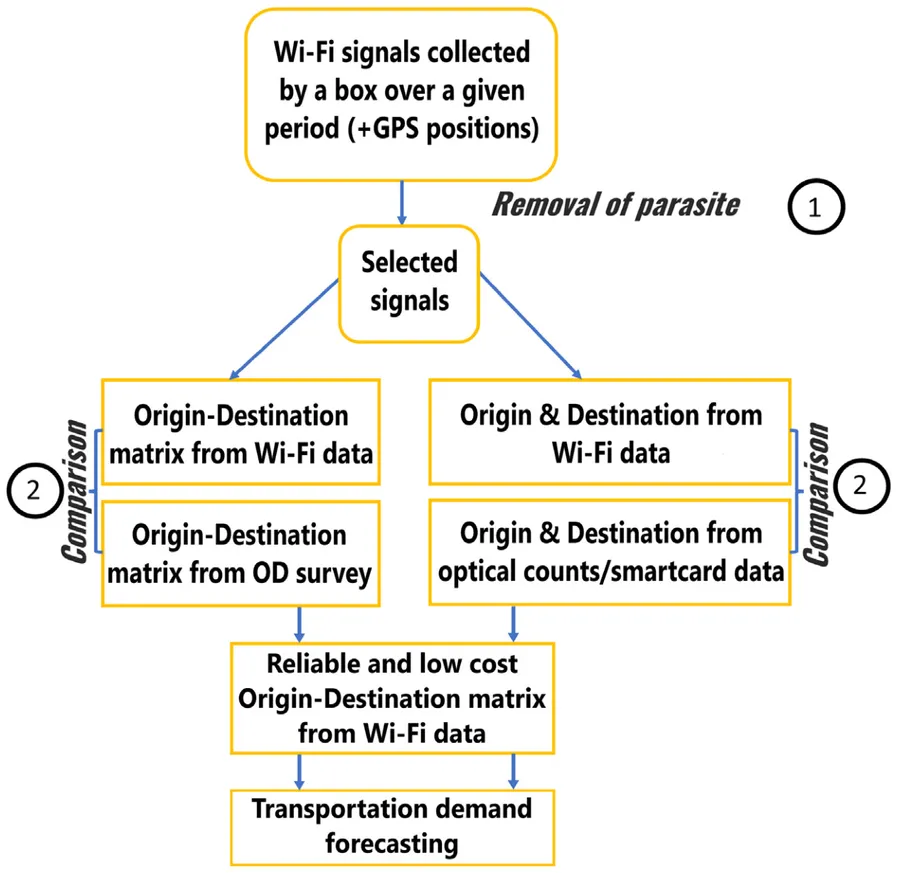 Wi-Fi signals collected
by a box over a given
period (+GPS positions)
Removal of parasite
1
Selected
signals
Origin-Destination
matrix from Wi-Fi data
Origin & Destination from
Wi-Fi data
2
Comparison
Comparison
2
Origin-Destination
matrix from OD survey
Origin & Destination from
optical counts/smartcard data
Reliable and low cost
Origin-Destination matrix
from Wi-Fi data
Transportation demand
forecasting